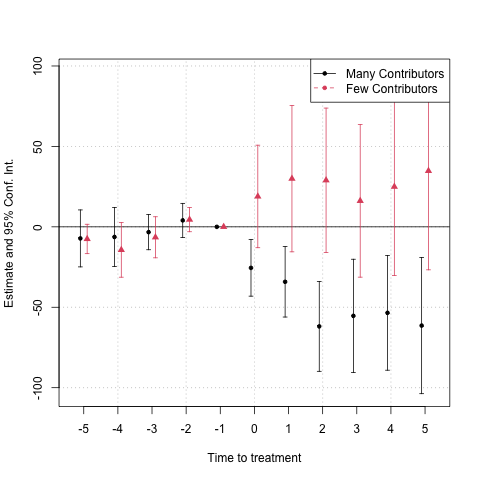 Many Contributors
Few Contributors
100
50
0
-50
-100
Estimate and 95% Conf. Int.
-5 -4 -3 -2 -1 0 1 2 3 4 5
Time to treatment